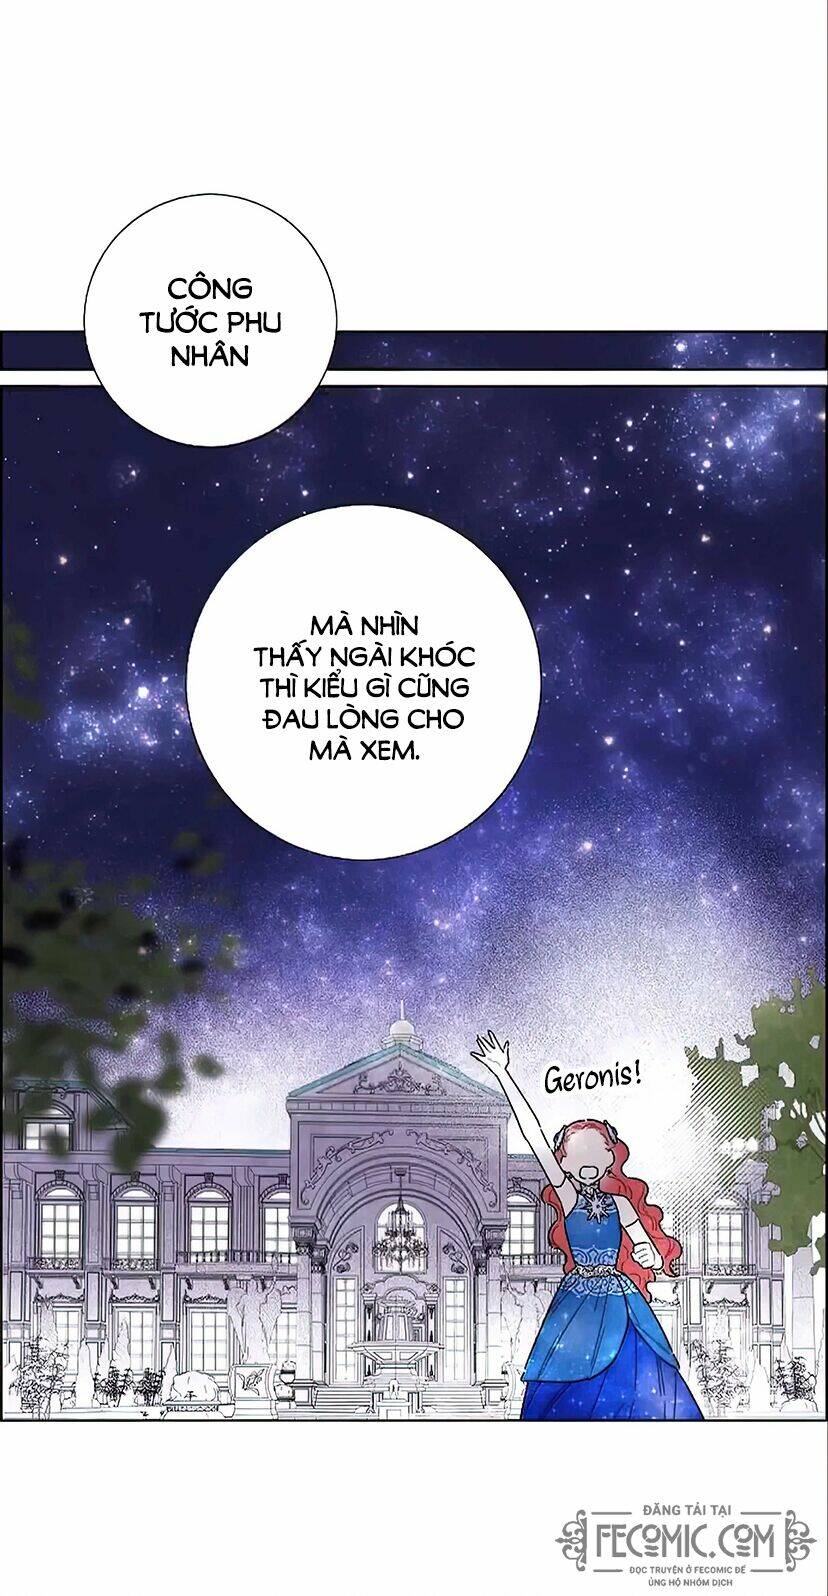 CÔNG
TƯỚC PHU
NHÂN
MÀ NHÌN
THẤY NGÀI KHÓC
THÌ KIỂU GÌ CŨNG
ĐAU LÒNG CHO
MÀ XEM.
Geronis!
ĐĂNG TẢI TẠI
FECOMIC.COM
ĐỌC TRUYỆN Ở FECOMIC ĐỂ
ỦNG HỘ NHÓM DỊCH